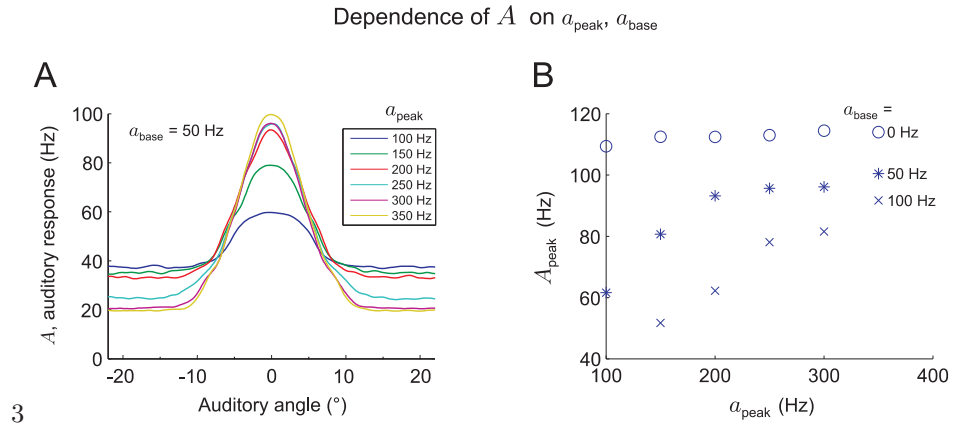 Dependence of A on a_peak, a_base
A
B
a_base = 50 Hz
a_peak
100 Hz
150 Hz
200 Hz
250 Hz
300 Hz
350 Hz
A, auditory response (Hz)
100
80
60
40
20
0
-20
-10
0
10
20
Auditory angle (°)
a_base =
0 Hz
50 Hz
100 Hz
A_peak (Hz)
120
100
80
60
40
100
200
300
400
a_peak (Hz)
3